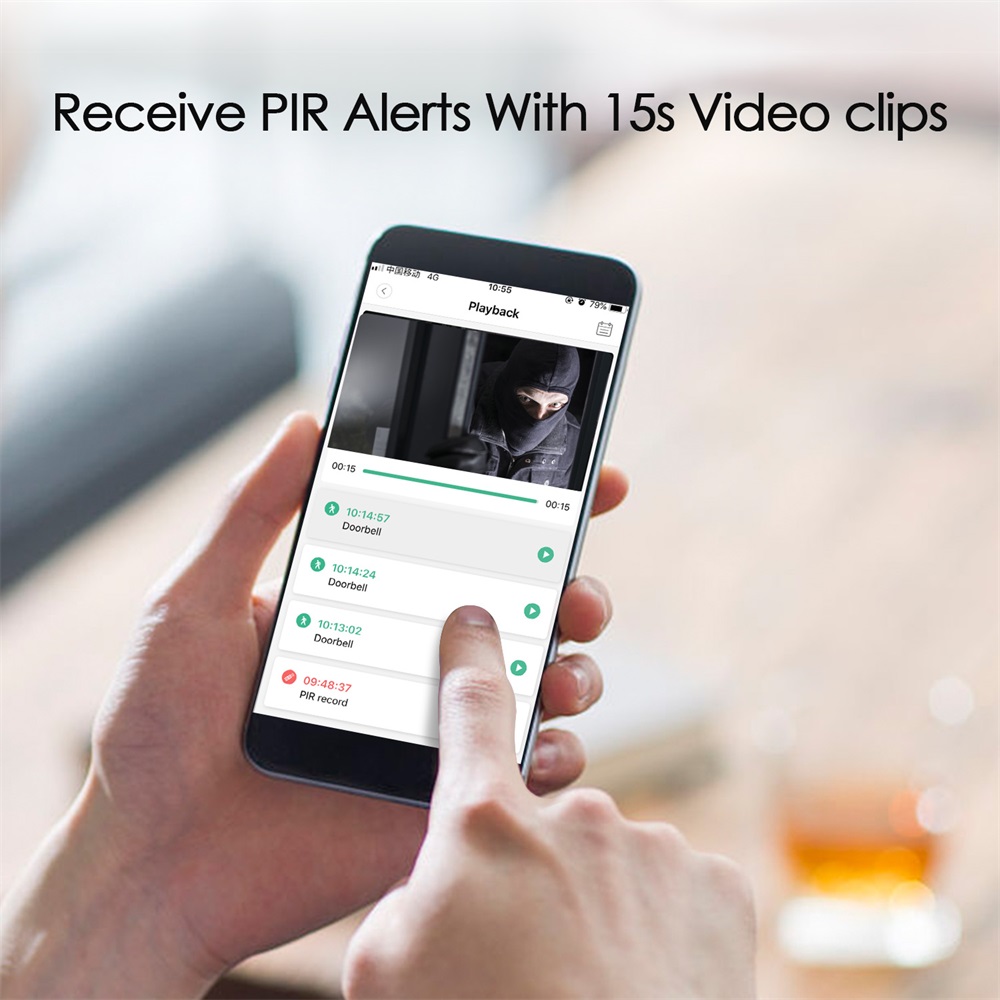 Receive PIR Alerts With 15s Video clips
中国移动 4G
10:55
79%
Playback
00:15
00:15
10:14:57
Doorbell
10:14:24
Doorbell
10:13:02
Doorbell
09:48:37
PIR record